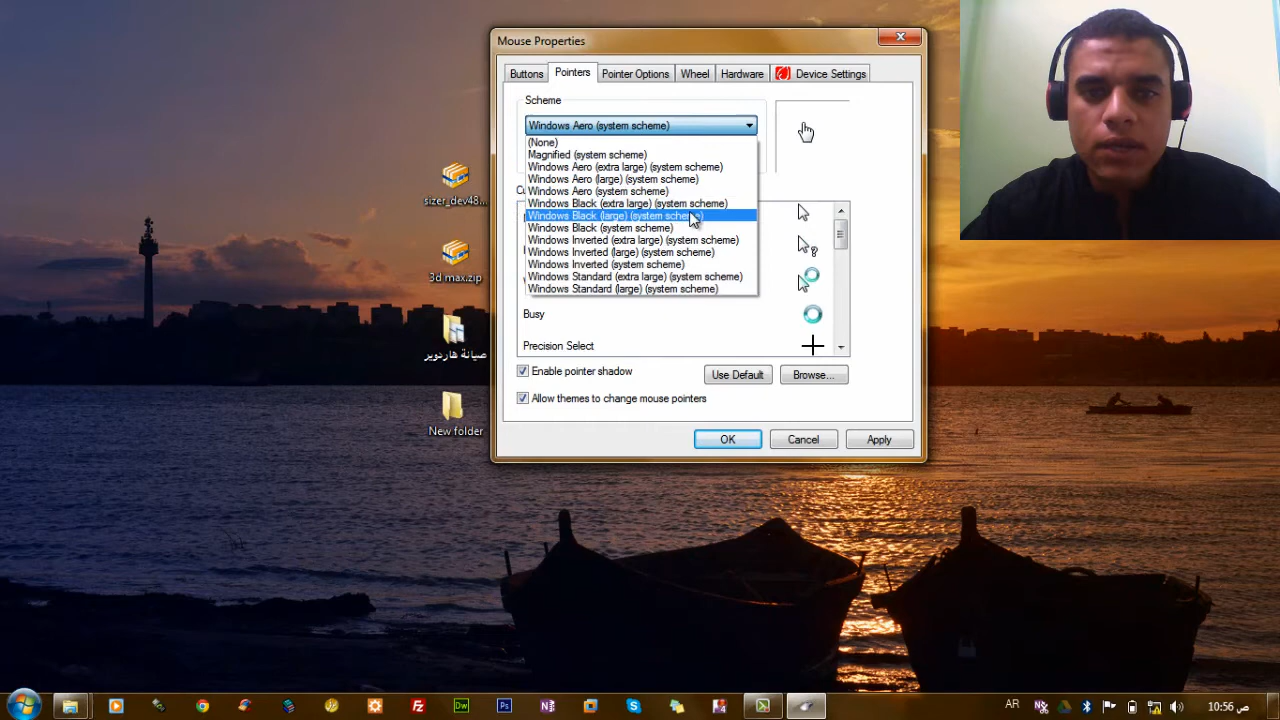 Mouse Properties
Buttons
Pointers
Pointer Options
Wheel
Hardware
Device Settings
Scheme
Windows Aero (system scheme)
(None)
Magnified (system scheme)
Windows Aero (extra large) (system scheme)
Windows Aero (large) (system scheme)
Windows Aero (system scheme)
Windows Black (extra large) (system scheme)
Windows Black (large) (system scheme)
Windows Black (system scheme)
Windows Inverted (extra large) (system scheme)
Windows Inverted (large) (system scheme)
Windows Inverted (system scheme)
Windows Standard (extra large) (system scheme)
Windows Standard (large) (system scheme)
Busy
Precision Select
Enable pointer shadow
Use Default
Browse...
Allow themes to change mouse pointers
OK
Cancel
Apply
sizer_dev48...
3d max.zip
صيانة هاردوير
New folder
Fz
Dw
Ps
N
AR
10:56 ص